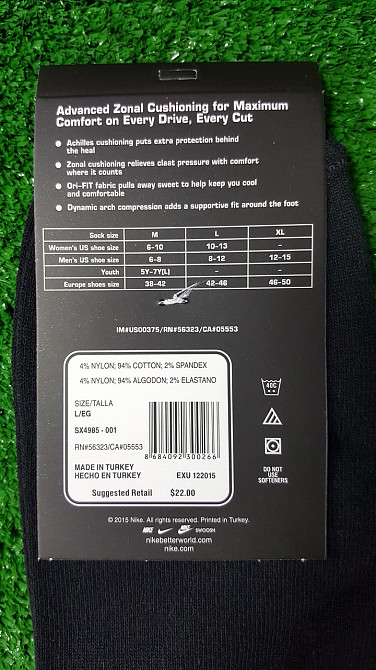 Advanced Zonal Cushioning for Maximum
Comfort on Every Drive, Every Cut
• Achilles cushioning puts extra protection behind
the heal
• Zonal cushioning relieves claat pressure with comfort
where it counts
• Ori-FIT fabric pulls away sweet to help keep you cool
and comfortable
• Dynamic arch compression adds a supportive fit around the foot
Sock size M L XL
Women's US shoe size 6-10 10-13 –
Men's US shoe size 6-8 8-12 12-15
Youth 5Y-7Y(L) – –
Europe shoes size 38-42 42-46 46-50
IM#US00375/RN#56323/CA#05553
4% NYLON; 94% COTTON; 2% SPANDEX
4% NYLON; 94% ALGODON; 2% ELASTANO
SIZE/TALLA
L/EG
SX4985 - 001
RN#56323/CA#05553
8 684092 300266
MADE IN TURKEY
HECHO EN TURKEY EXU 122015
Suggested Retail $22.00
40C
DO NOT
USE
SOFTENERS
© 2015 Nike. All rights reserved. Printed in Turkey.
NIKE NIKE SWOOSH
nikebetterworld.com
nike.com